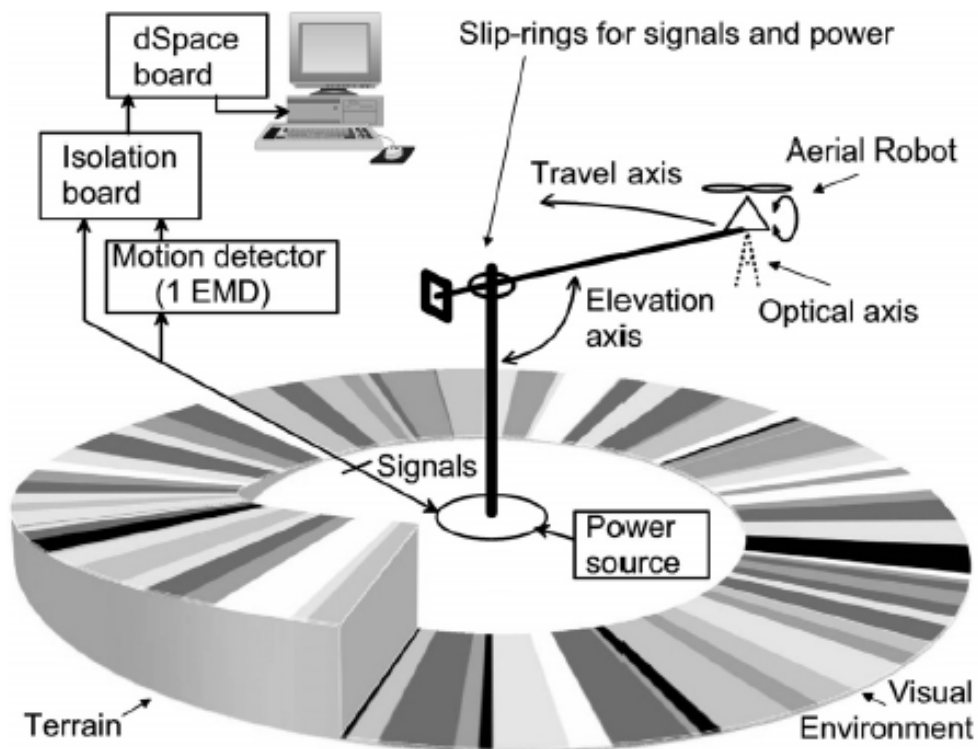 dSpace
board
Slip-rings for signals and power
Isolation
board
Aerial Robot
Travel axis
Motion detector
(1 EMD)
Elevation
axis
Optical axis
Signals
Power
source
Terrain
Visual
Environment